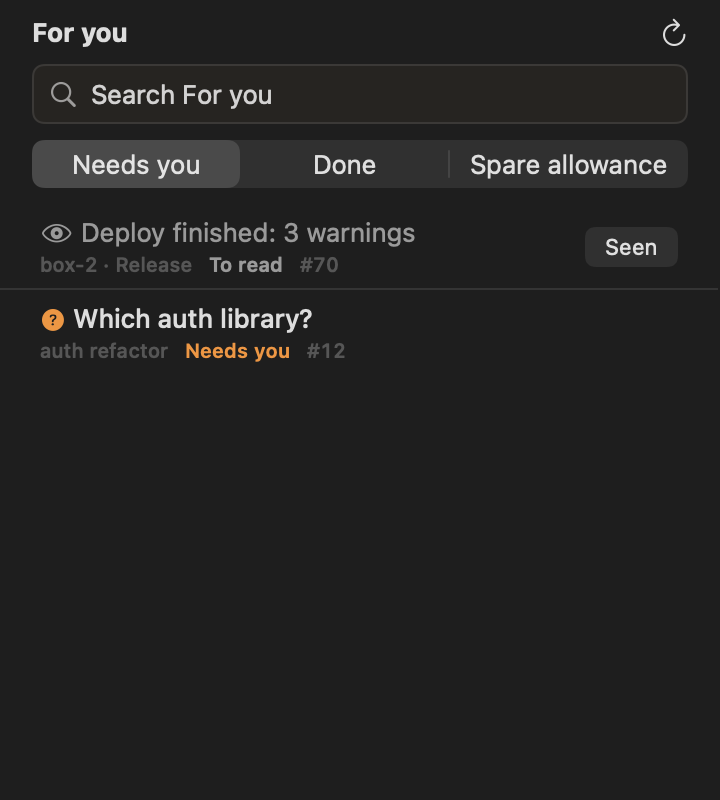 For you
Search For you
Needs you Done Spare allowance
Deploy finished: 3 warnings
Seen
box-2 · Release To read #70
? Which auth library?
auth refactor Needs you #12